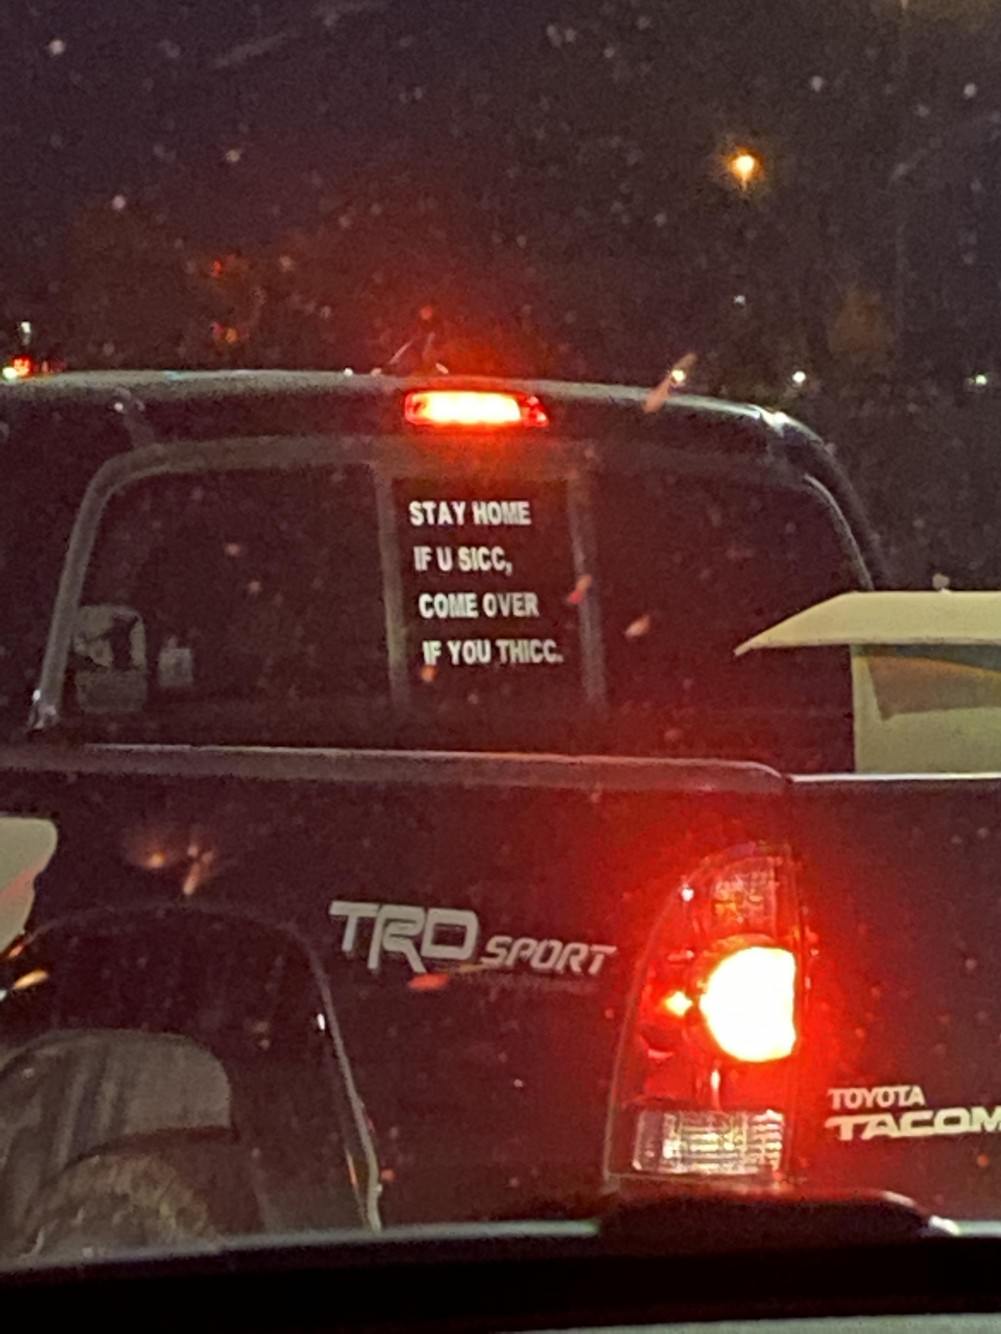 STAY HOME
IF U SICC,
COME OVER
IF YOU THICC.
TRD SPORT
TOYOTA
TACOM